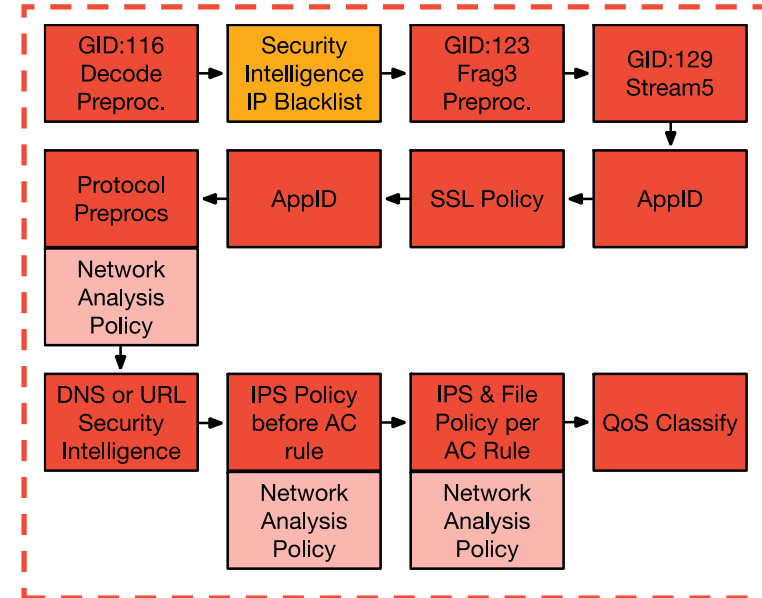 GID:116
Decode
Preproc.
Security
Intelligence
IP Blacklist
GID:123
Frag3
Preproc.
GID:129
Stream5
AppID
SSL Policy
AppID
Protocol
Preprocs
Network
Analysis
Policy
DNS or URL
Security
Intelligence
IPS Policy
before AC
rule
Network
Analysis
Policy
IPS & File
Policy per
AC Rule
Network
Analysis
Policy
QoS Classify